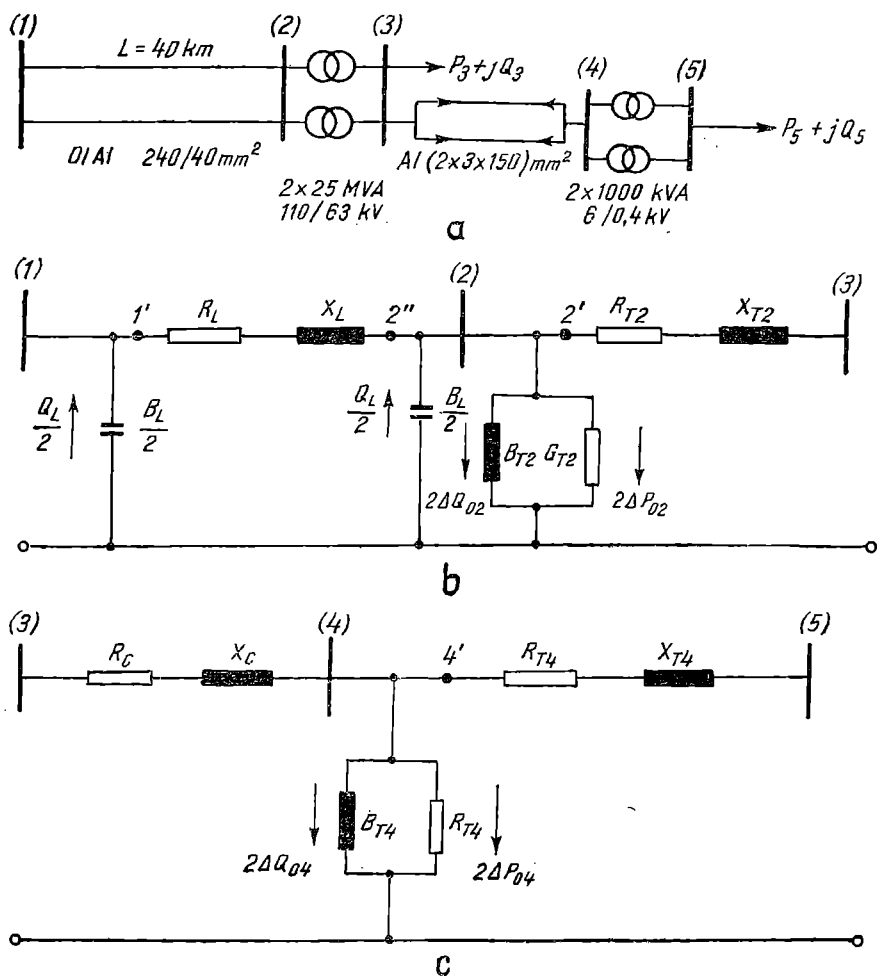 (1) (2) (3)
L = 40 km
P3 + jQ3
(4) (5)
P5 + jQ5
OlAl 240/40 mm²
Al (2×3×150) mm²
2×25 MVA
110/63 kV
2×1000 kVA
6/0,4 kV
a
(1) (2) (3)
1' RL XL 2'' 2' RT2 XT2
QL/2 BL/2 QL/2 BL/2
BT2 GT2
2ΔQ02 2ΔP02
b
(3) (4) (5)
RC XC 4' RT4 XT4
BT4 RT4
2ΔQ04 2ΔP04
c